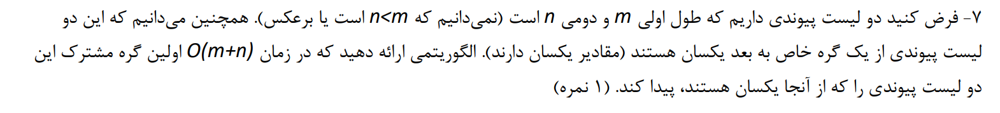 ۷- فرض کنید دو لیست پیوندی داریم که طول اولی m و دومی n است (نمی‌دانیم که n<m است یا برعکس). همچنین می‌دانیم که این دو
لیست پیوندی از یک گره خاص به بعد یکسان هستند (مقادیر یکسان دارند). الگوریتمی ارائه دهید که در زمان O(m+n) اولین گره مشترک این
دو لیست پیوندی را که از آنجا یکسان هستند، پیدا کند. (۱ نمره)